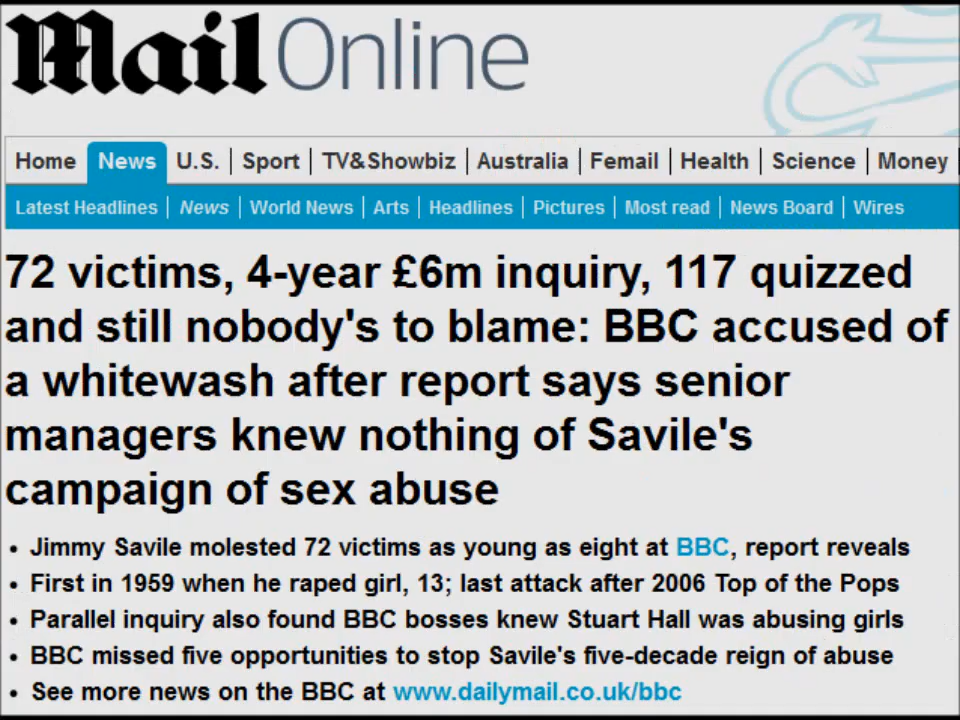 Mail Online
Home News U.S. Sport TV&Showbiz Australia Femail Health Science Money
Latest Headlines News World News Arts Headlines Pictures Most read News Board Wires
72 victims, 4-year £6m inquiry, 117 quizzed
and still nobody's to blame: BBC accused of
a whitewash after report says senior
managers knew nothing of Savile's
campaign of sex abuse
• Jimmy Savile molested 72 victims as young as eight at BBC, report reveals
• First in 1959 when he raped girl, 13; last attack after 2006 Top of the Pops
• Parallel inquiry also found BBC bosses knew Stuart Hall was abusing girls
• BBC missed five opportunities to stop Savile's five-decade reign of abuse
• See more news on the BBC at www.dailymail.co.uk/bbc